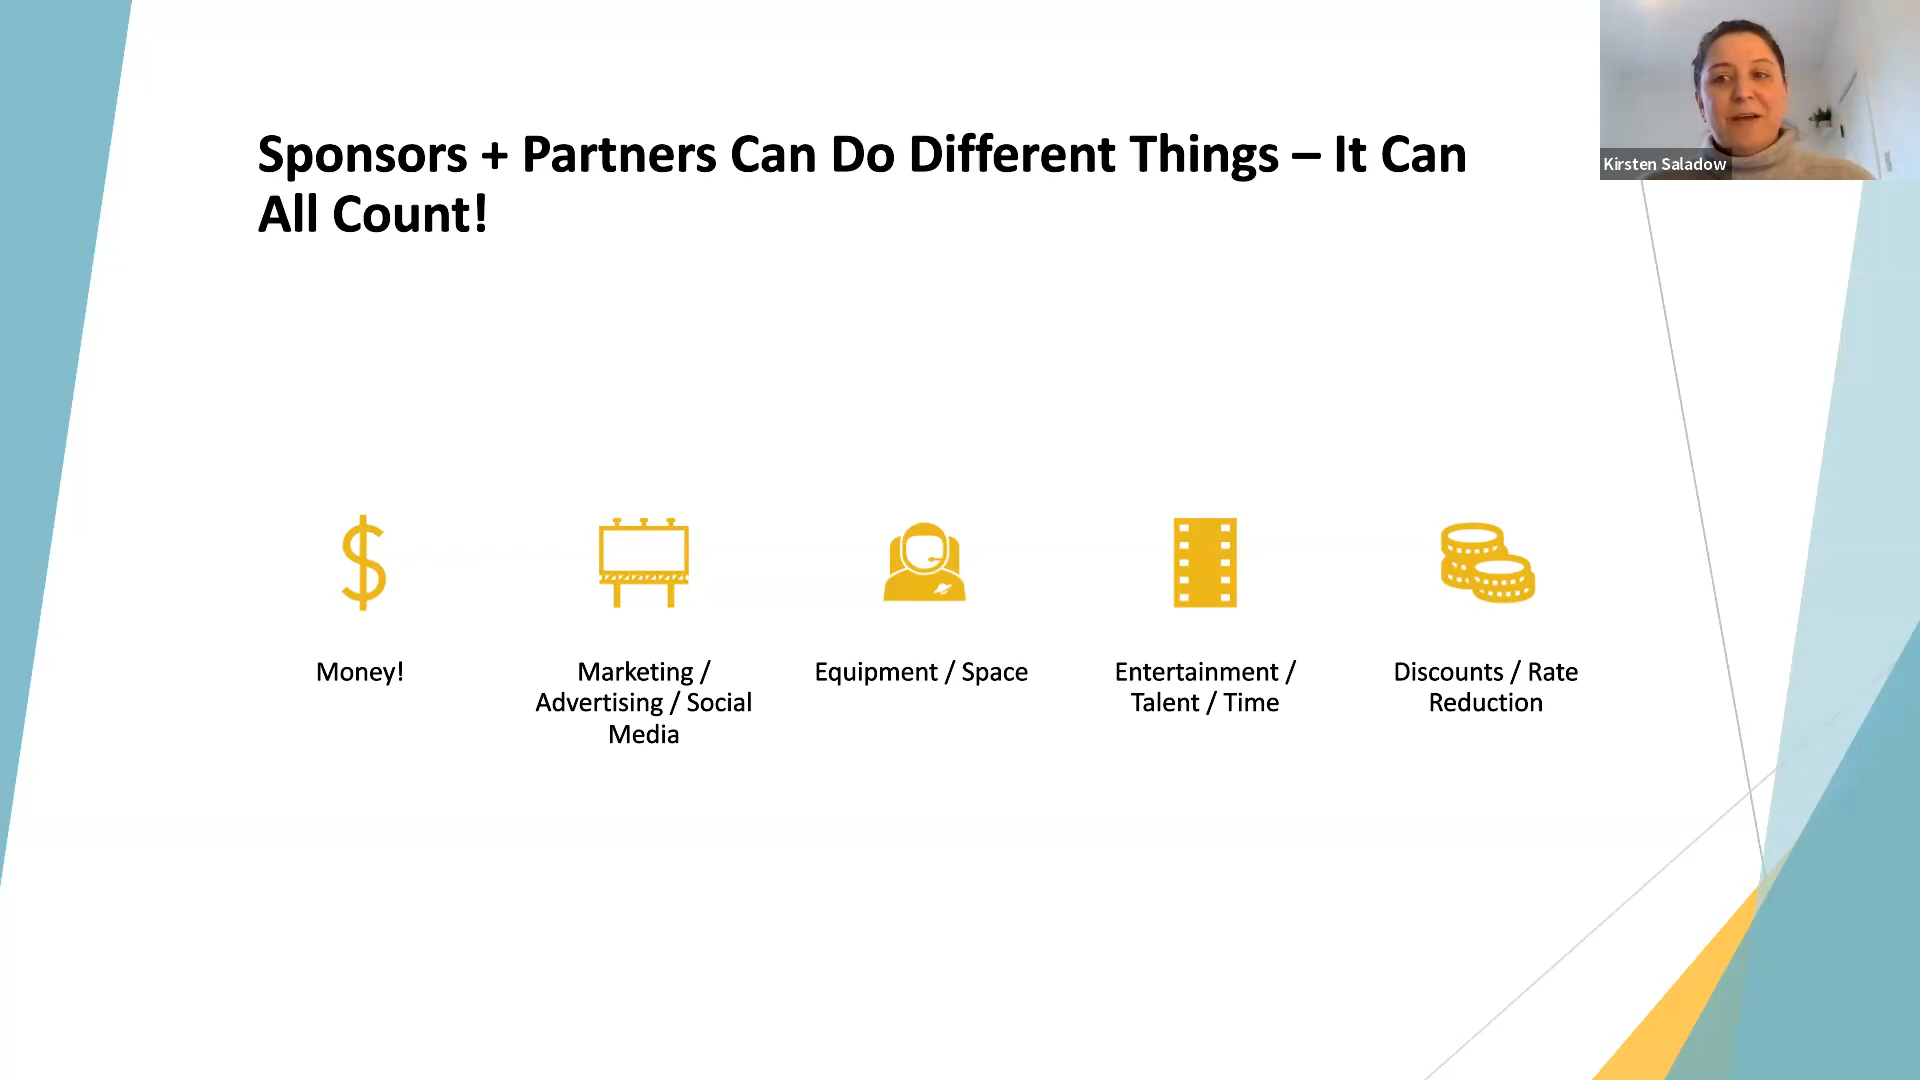 Sponsors + Partners Can Do Different Things – It Can
All Count!
Kirsten Saladow
Money!
Marketing /
Advertising / Social
Media
Equipment / Space
Entertainment /
Talent / Time
Discounts / Rate
Reduction